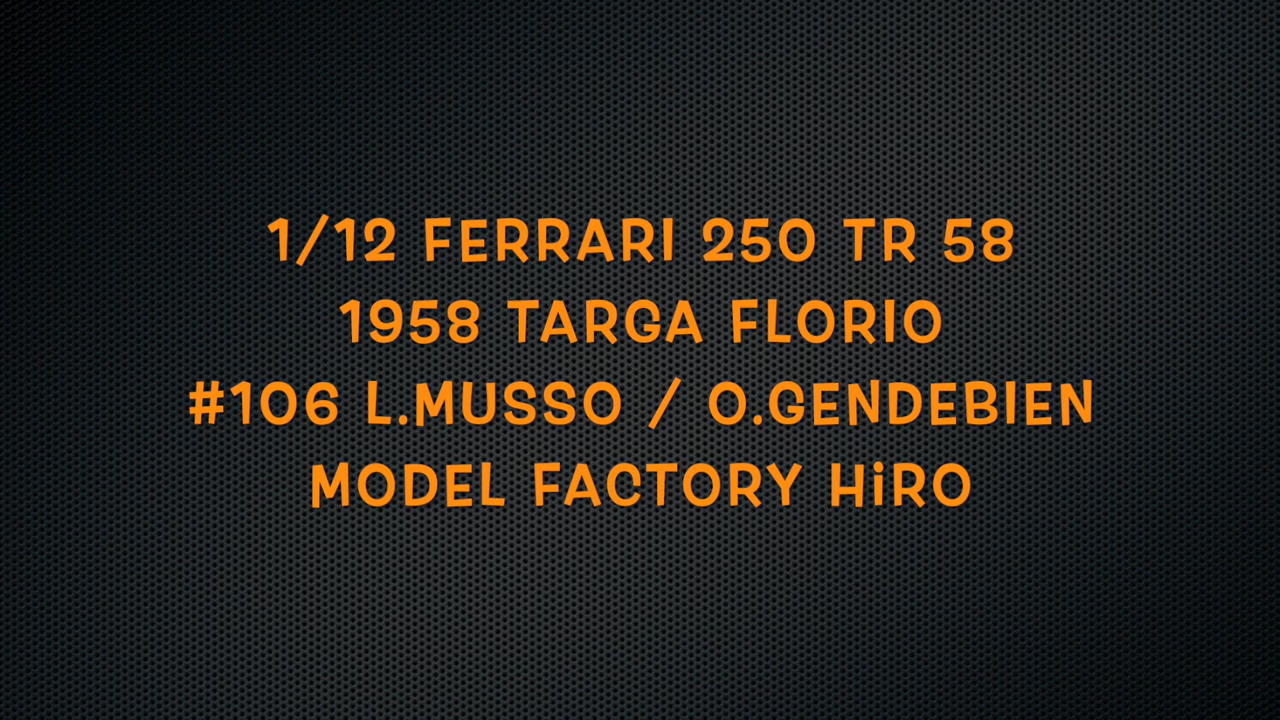 1/12 FERRARI 250 TR 58
1958 TARGA FLORIO
#106 L.MUSSO / O.GENDEBIEN
MODEL FACTORY HiRO